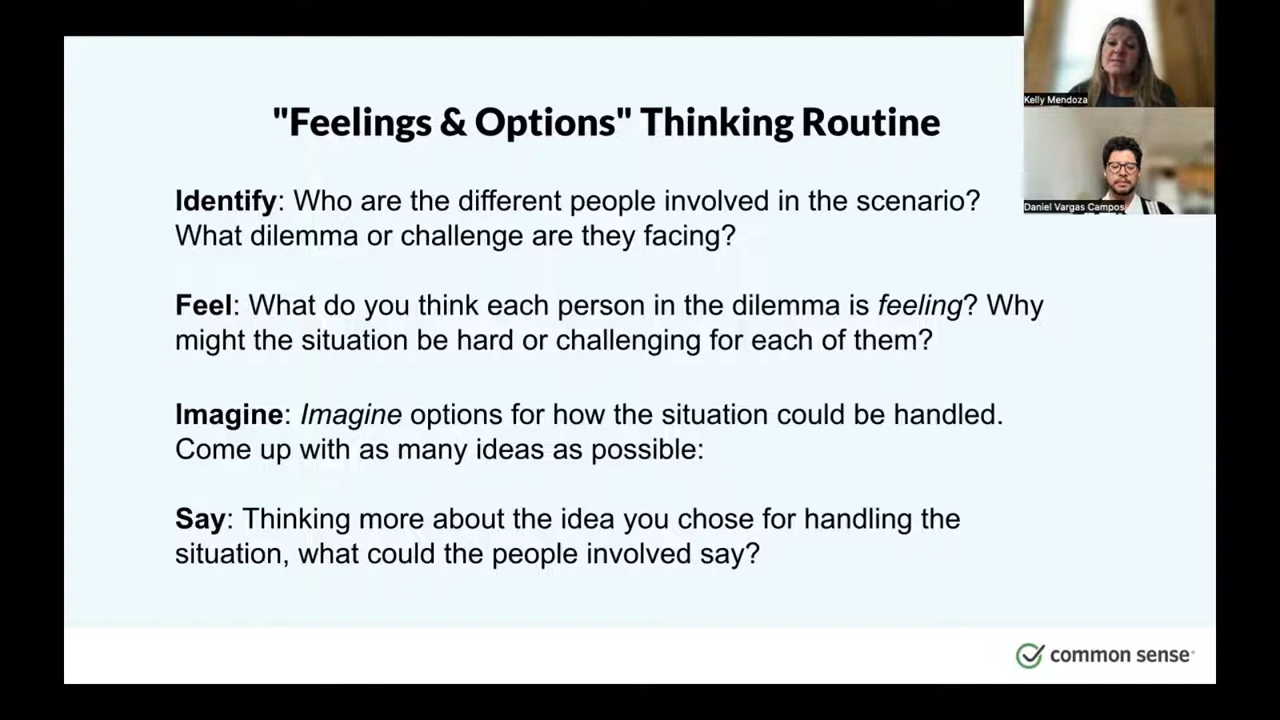 "Feelings & Options" Thinking Routine
Identify: Who are the different people involved in the scenario?
What dilemma or challenge are they facing?
Feel: What do you think each person in the dilemma is feeling? Why
might the situation be hard or challenging for each of them?
Imagine: Imagine options for how the situation could be handled.
Come up with as many ideas as possible:
Say: Thinking more about the idea you chose for handling the
situation, what could the people involved say?
Kelly Mendoza
Daniel Vargas Campos
common sense